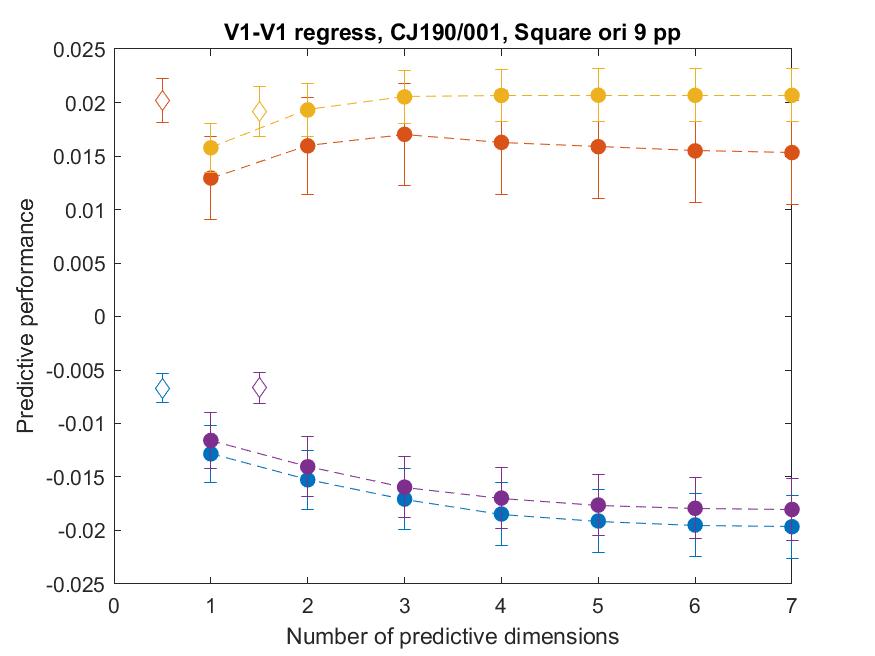 V1-V1 regress, CJ190/001, Square ori 9 pp
0.025
0.02
0.015
0.01
0.005
0
-0.005
-0.01
-0.015
-0.02
-0.025
Predictive performance
0 1 2 3 4 5 6 7
Number of predictive dimensions